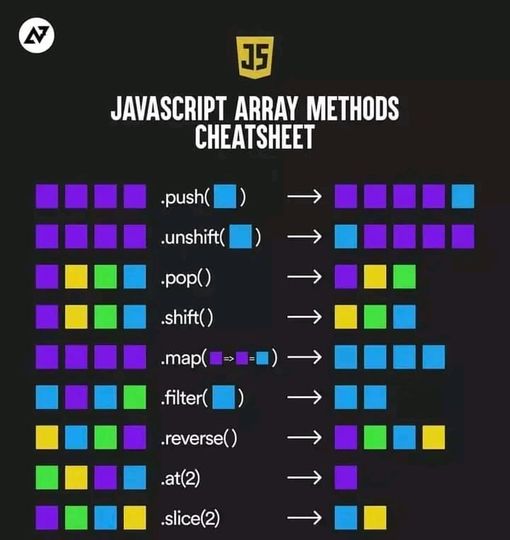 JS
JAVASCRIPT ARRAY METHODS
CHEATSHEET
.push( )
.unshift( )
.pop()
.shift()
.map( => = )
.filter( )
.reverse()
.at(2)
.slice(2)